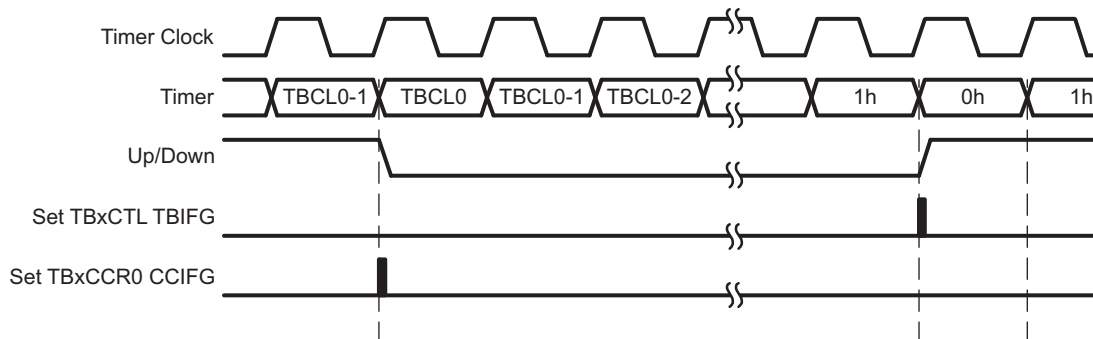 Timer Clock
Timer TBCL0-1 TBCL0 TBCL0-1 TBCL0-2 1h 0h 1h
Up/Down
Set TBxCTL TBIFG
Set TBxCCR0 CCIFG